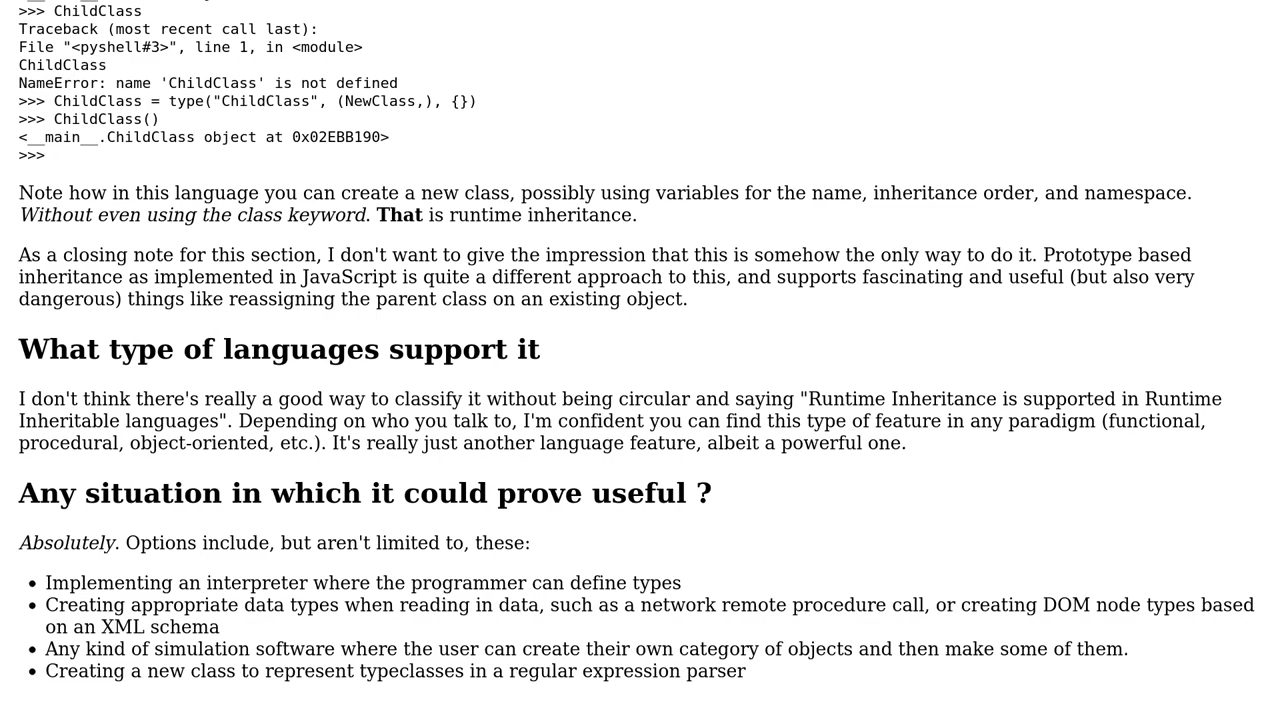 >>> ChildClass
Traceback (most recent call last):
File "<pyshell#3>", line 1, in <module>
ChildClass
NameError: name 'ChildClass' is not defined
>>> ChildClass = type("ChildClass", (NewClass,), {})
>>> ChildClass()
<__main__.ChildClass object at 0x02EBB190>
>>>
Note how in this language you can create a new class, possibly using variables for the name, inheritance order, and namespace.
Without even using the class keyword. That is runtime inheritance.
As a closing note for this section, I don't want to give the impression that this is somehow the only way to do it. Prototype based
inheritance as implemented in JavaScript is quite a different approach to this, and supports fascinating and useful (but also very
dangerous) things like reassigning the parent class on an existing object.
What type of languages support it
I don't think there's really a good way to classify it without being circular and saying "Runtime Inheritance is supported in Runtime
Inheritable languages". Depending on who you talk to, I'm confident you can find this type of feature in any paradigm (functional,
procedural, object-oriented, etc.). It's really just another language feature, albeit a powerful one.
Any situation in which it could prove useful ?
Absolutely. Options include, but aren't limited to, these:
• Implementing an interpreter where the programmer can define types
• Creating appropriate data types when reading in data, such as a network remote procedure call, or creating DOM node types based
on an XML schema
• Any kind of simulation software where the user can create their own category of objects and then make some of them.
• Creating a new class to represent typeclasses in a regular expression parser